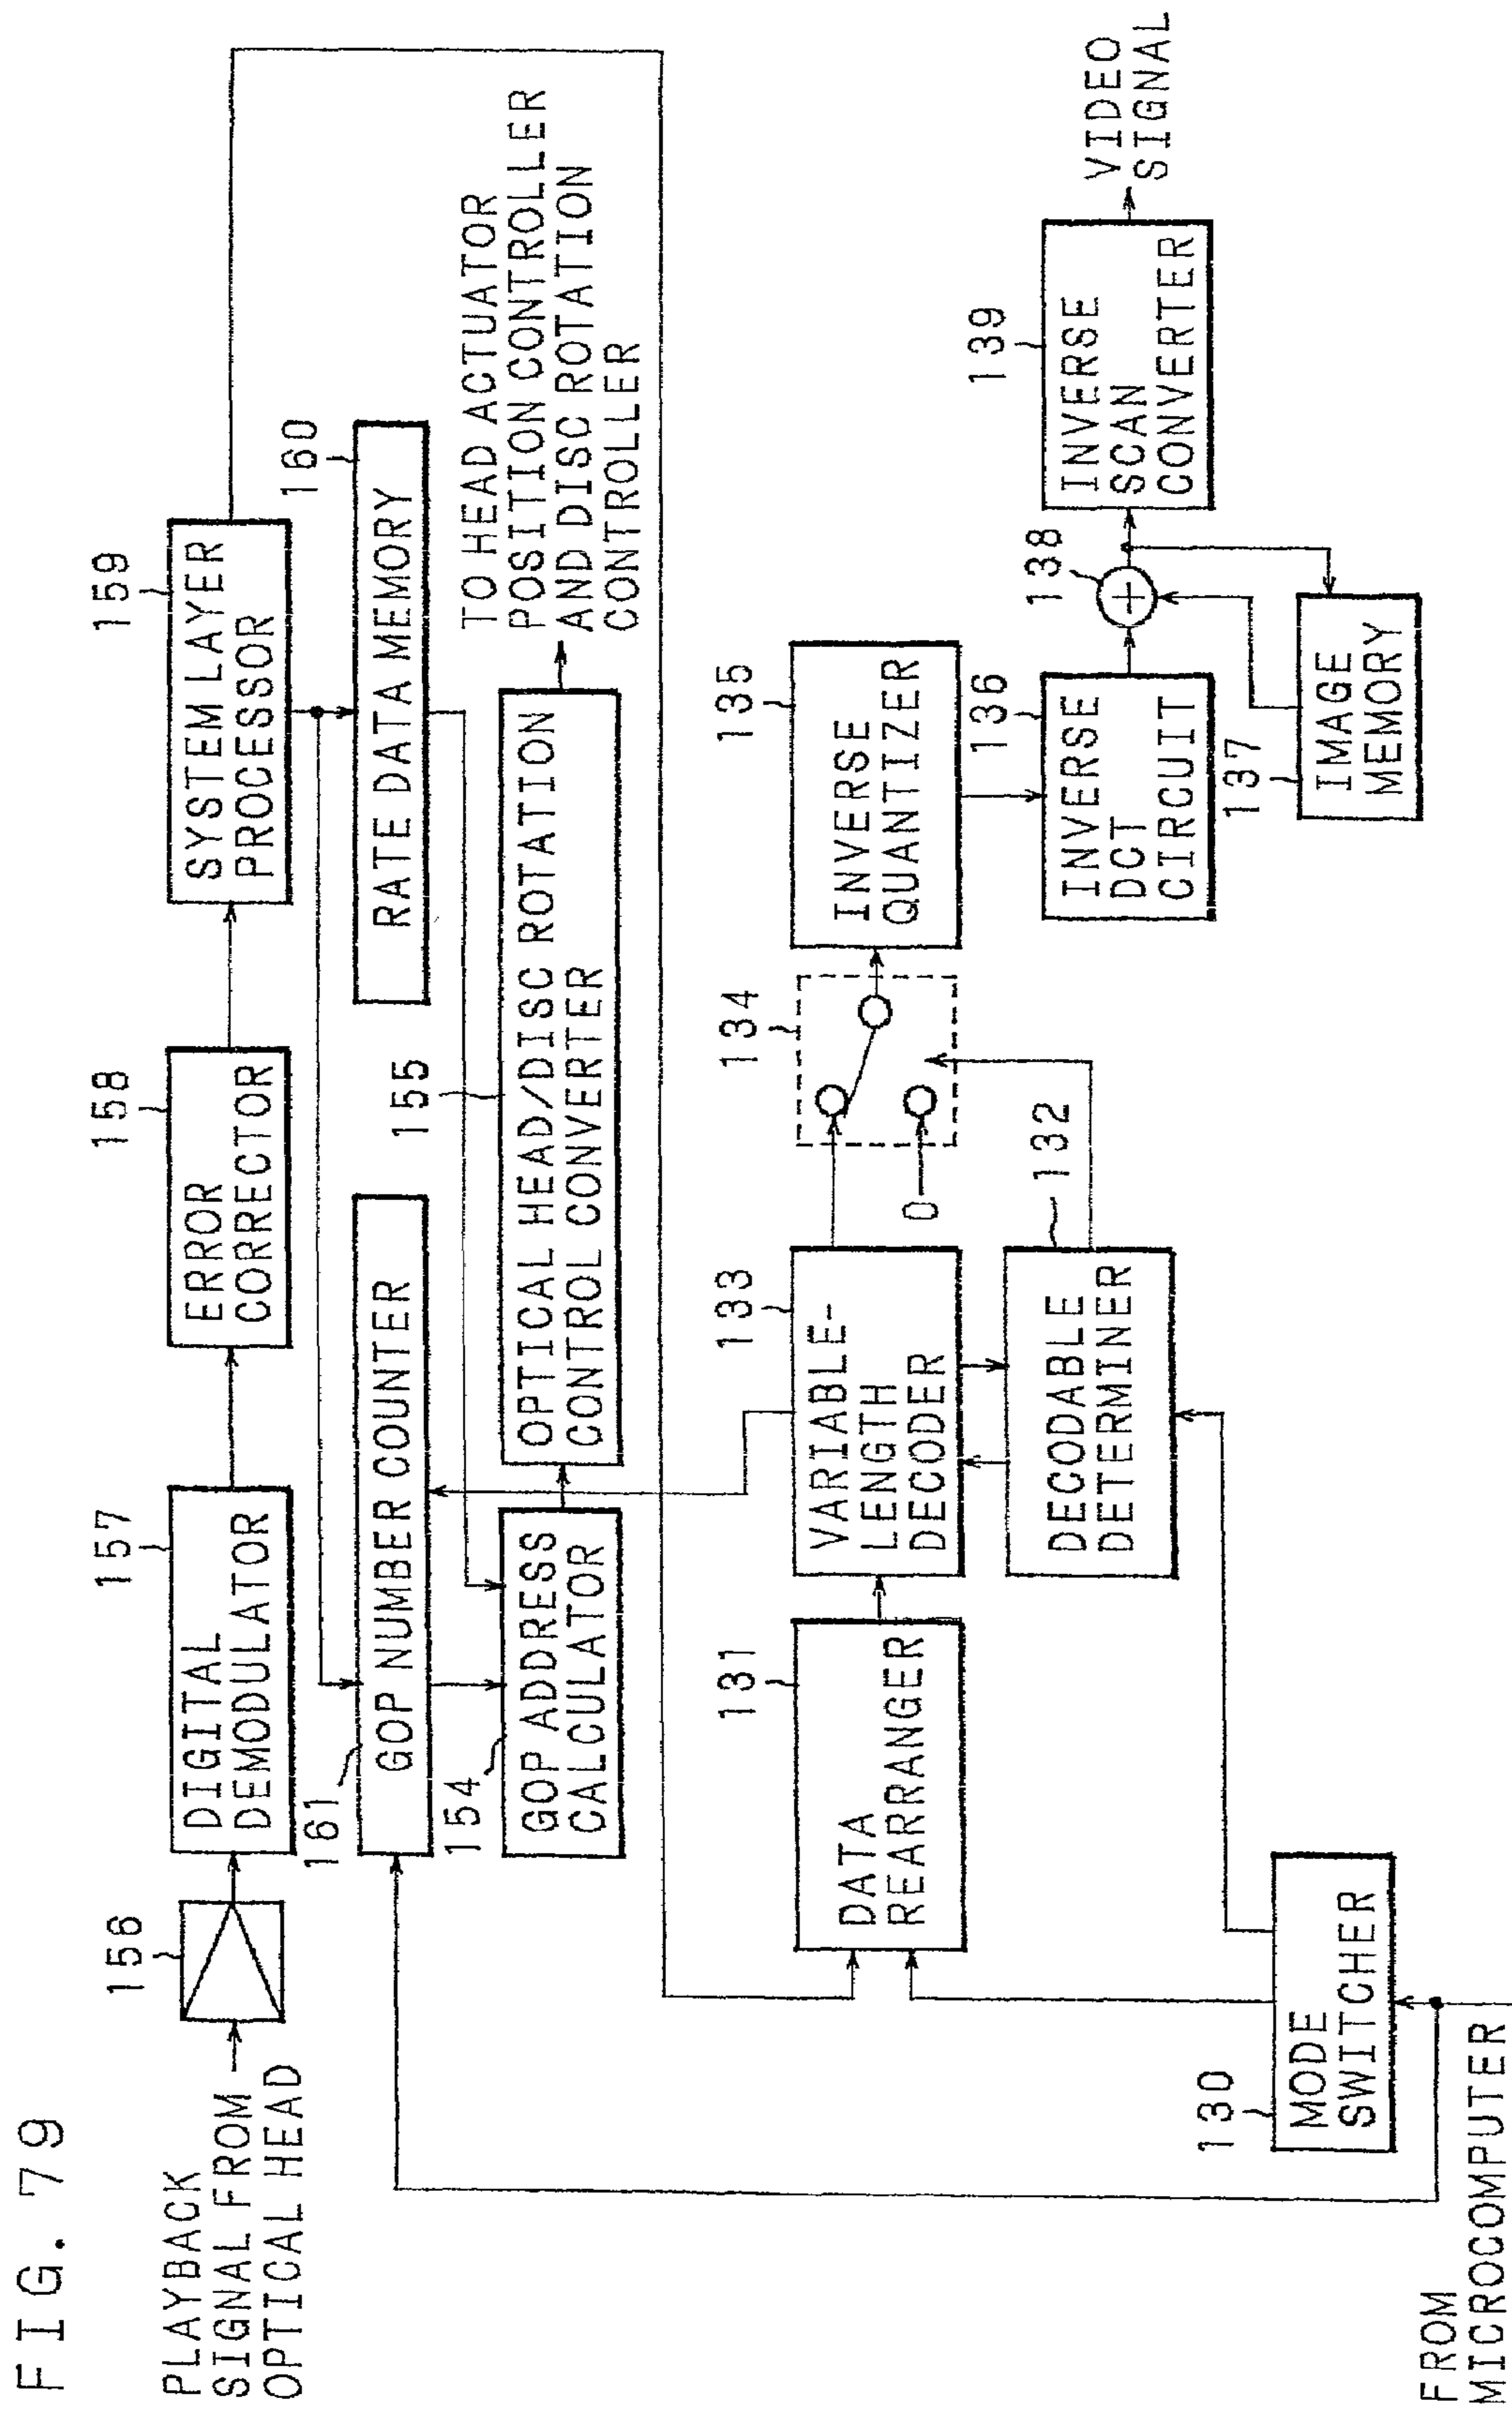 FIG. 79
PLAYBACK
SIGNAL FROM
OPTICAL HEAD
156
157
DIGITAL
DEMODULATOR
158
ERROR
CORRECTOR
159
SYSTEM LAYER
PROCESSOR
161
GOP NUMBER COUNTER
160
RATE DATA MEMORY
154
GOP ADDRESS
CALCULATOR
155
OPTICAL HEAD/DISC ROTATION
CONTROL CONVERTER
TO HEAD ACTUATOR
POSITION CONTROLLER
AND DISC ROTATION
CONTROLLER
131
DATA
REARRANGER
133
VARIABLE-
LENGTH
DECODER
134
0
135
INVERSE
QUANTIZER
132
DECODABLE
DETERMINER
136
INVERSE
DCT
CIRCUIT
138
+
139
INVERSE
SCAN
CONVERTER
VIDEO
SIGNAL
137
IMAGE
MEMORY
130
MODE
SWITCHER
FROM
MICROCOMPUTER